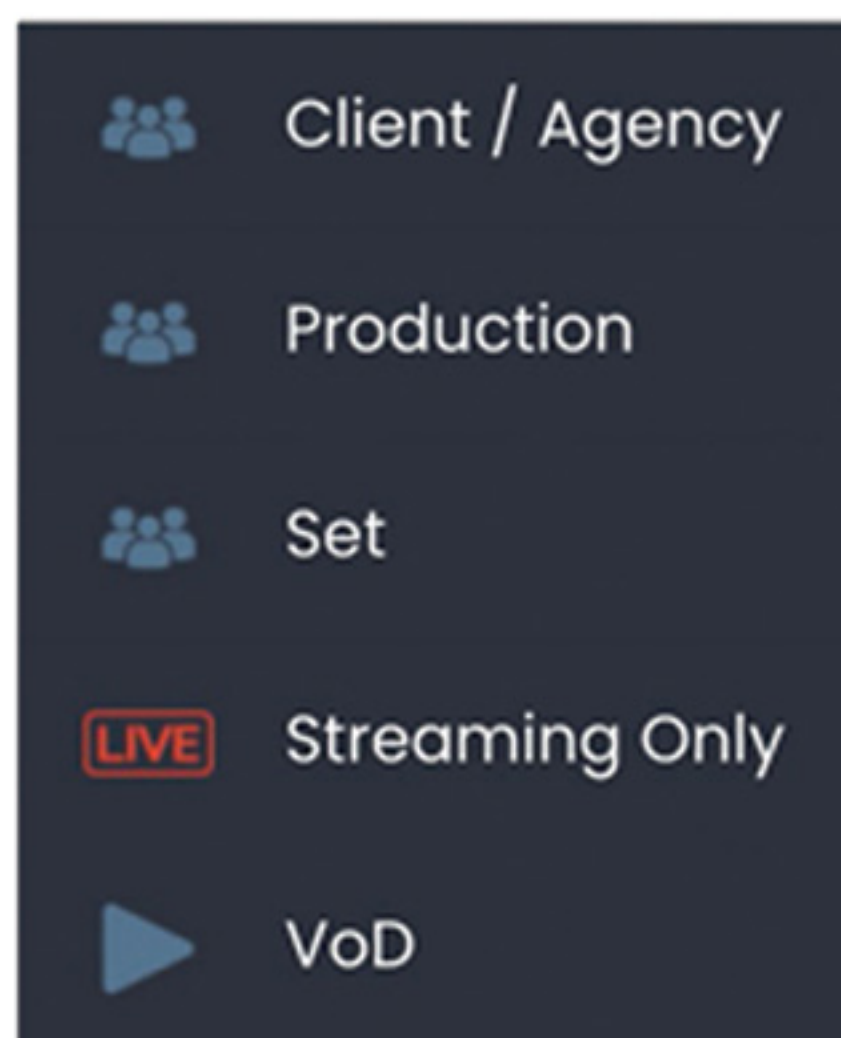 Client / Agency
Production
Set
LIVE Streaming Only
VoD